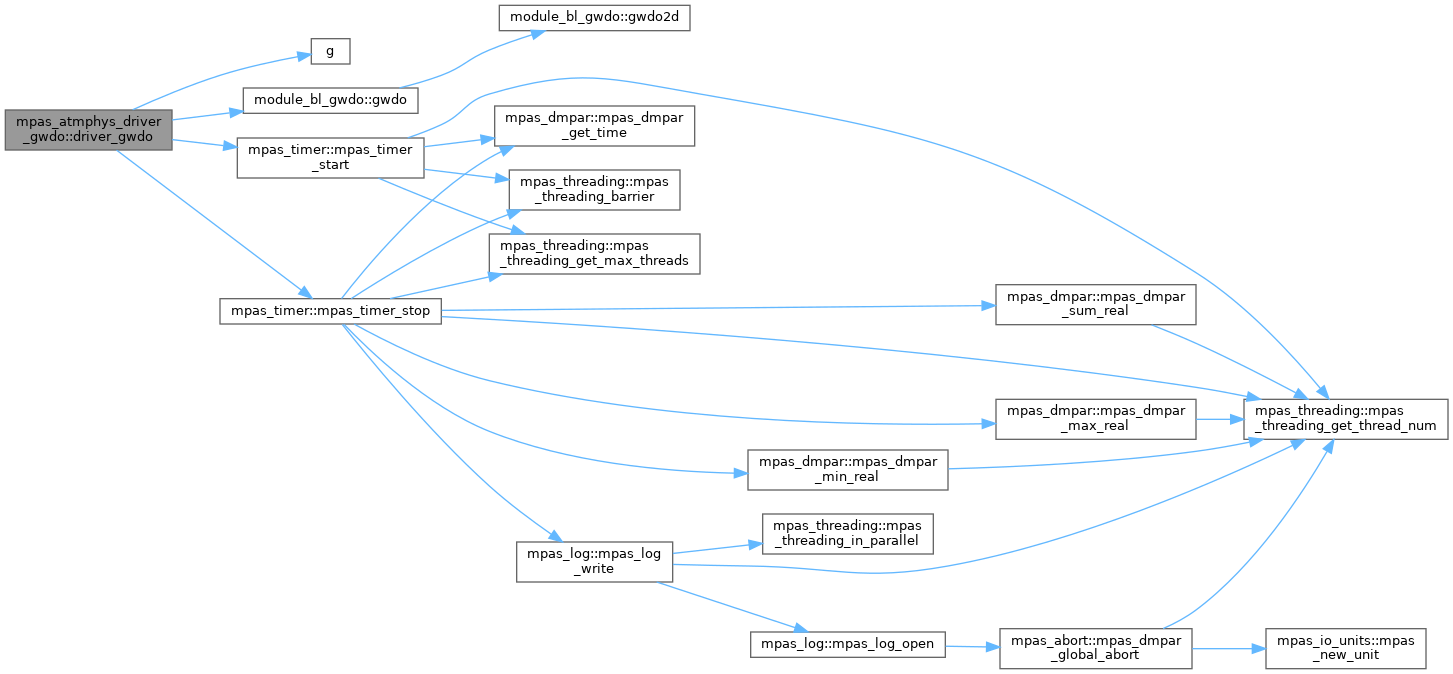 module_bl_gwdo::gwdo2d
g
module_bl_gwdo::gwdo
mpas_atmphys_driver
_gwdo::driver_gwdo
mpas_dmpar::mpas_dmpar
_get_time
mpas_timer::mpas_timer
_start
mpas_threading::mpas
_threading_barrier
mpas_threading::mpas
_threading_get_max_threads
mpas_timer::mpas_timer_stop
mpas_dmpar::mpas_dmpar
_sum_real
mpas_dmpar::mpas_dmpar
_max_real
mpas_threading::mpas
_threading_get_thread_num
mpas_dmpar::mpas_dmpar
_min_real
mpas_threading::mpas
_threading_in_parallel
mpas_log::mpas_log
_write
mpas_log::mpas_log_open
mpas_abort::mpas_dmpar
_global_abort
mpas_io_units::mpas
_new_unit